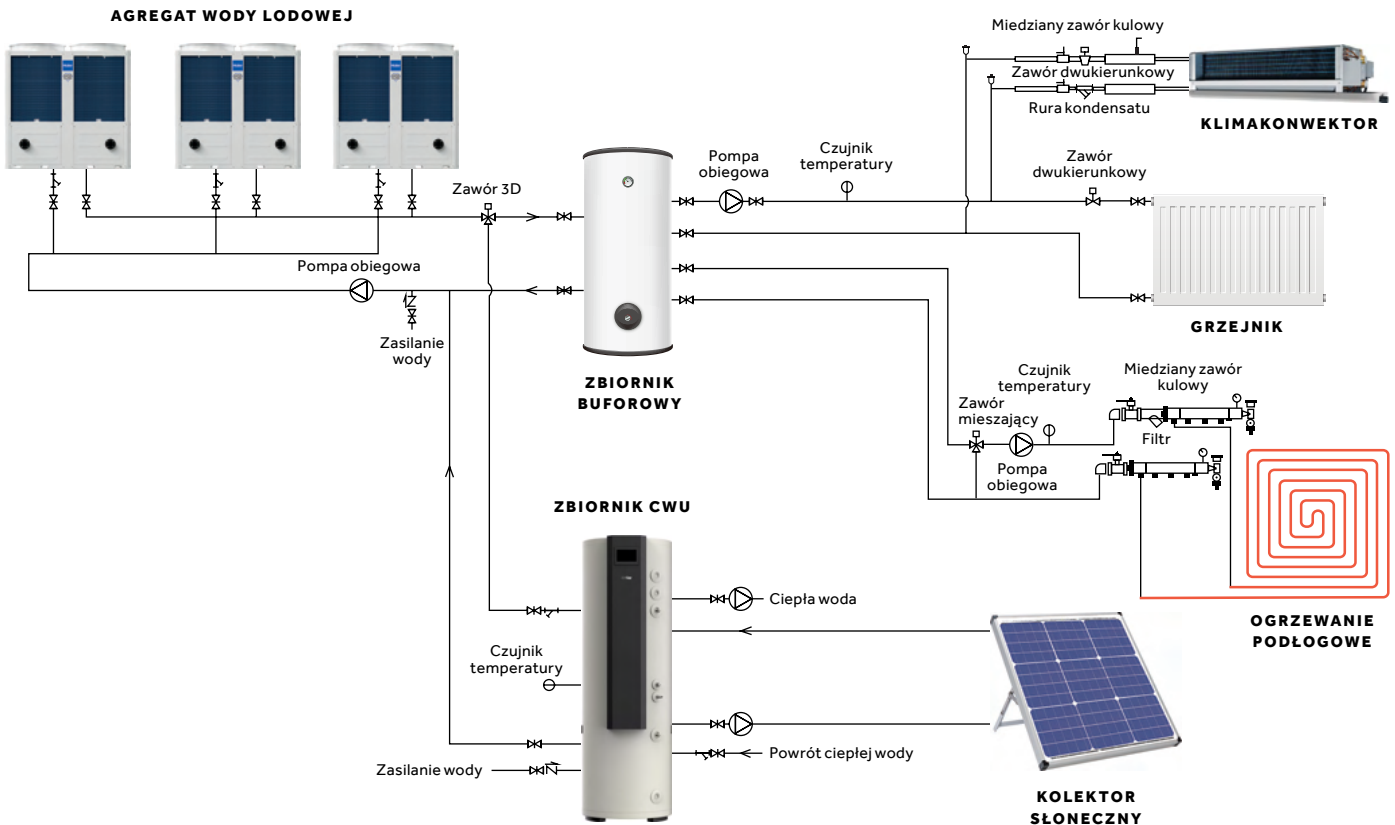 AGREGAT WODY LODOWEJ
Miedziany zawór kulowy
Zawór dwukierunkowy
Rura kondensatu
KLIMAKONWEKTOR
Zawór 3D
Pompa
obiegowa
Czujnik
temperatury
Zawór
dwukierunkowy
Pompa obiegowa
Zasilanie
wody
GRZEJNIK
ZBIORNIK
BUFOROWY
Czujnik
temperatury
Miedziany zawór
kulowy
Zawór
mieszający
Filtr
Pompa
obiegowa
ZBIORNIK CWU
Ciepła woda
OGRZEWANIE
PODŁOGOWE
Czujnik
temperatury
Zasilanie wody
Powrót ciepłej wody
KOLEKTOR
SŁONECZNY